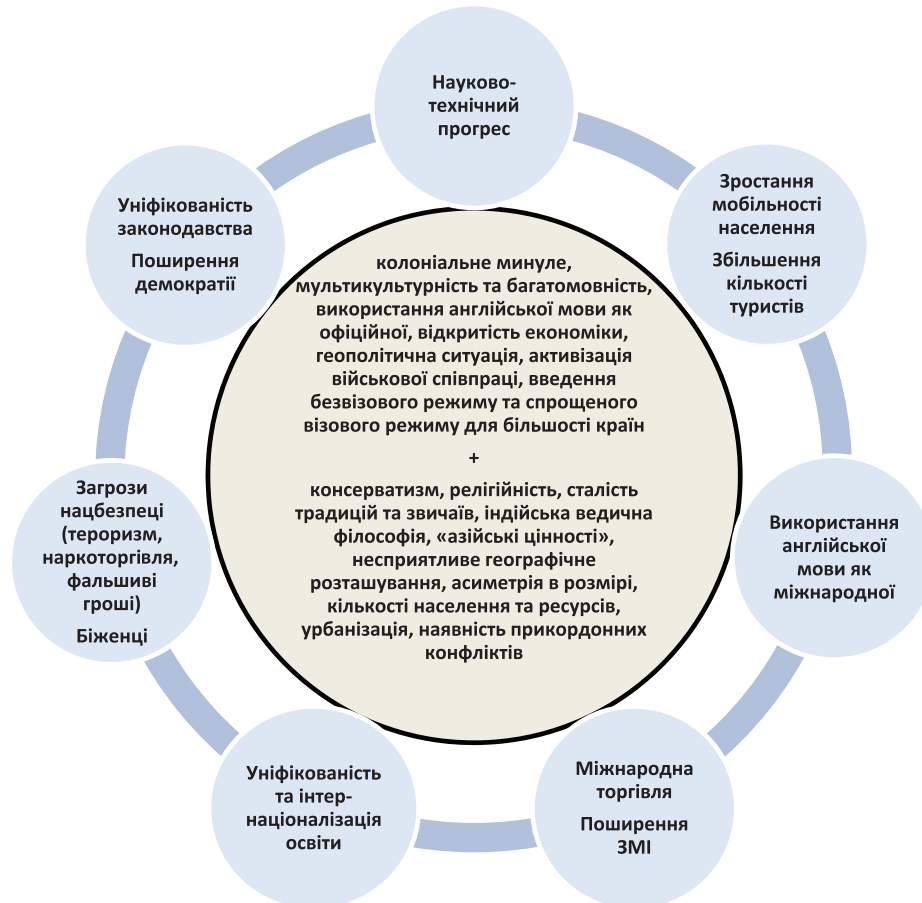 Науково-
технічний
прогрес
Зростання
мобільності
населення
Збільшення
кількості
туристів
Використання
англійської
мови як
міжнародної
Міжнародна
торгівля
Поширення
ЗМІ
Уніфікованість
та інтер-
націоналізація
освіти
Загрози
нацбезпеці
(тероризм,
наркоторгівля,
фальшиві
гроші)
Біженці
Уніфікованість
законодавства
Поширення
демократії
колоніальне минуле,
мультикультурність та багатомовність,
використання англійської мови як
офіційної, відкритість економіки,
геополітична ситуація, активізація
військової співпраці, введення
безвізового режиму та спрощеного
візового режиму для більшості країн
+
консерватизм, релігійність, сталість
традицій та звичаїв, індійська ведична
філософія, «азійські цінності»,
несприятливе географічне
розташування, асиметрія в розмірі,
кількості населення та ресурсів,
урбанізація, наявність прикордонних
конфліктів